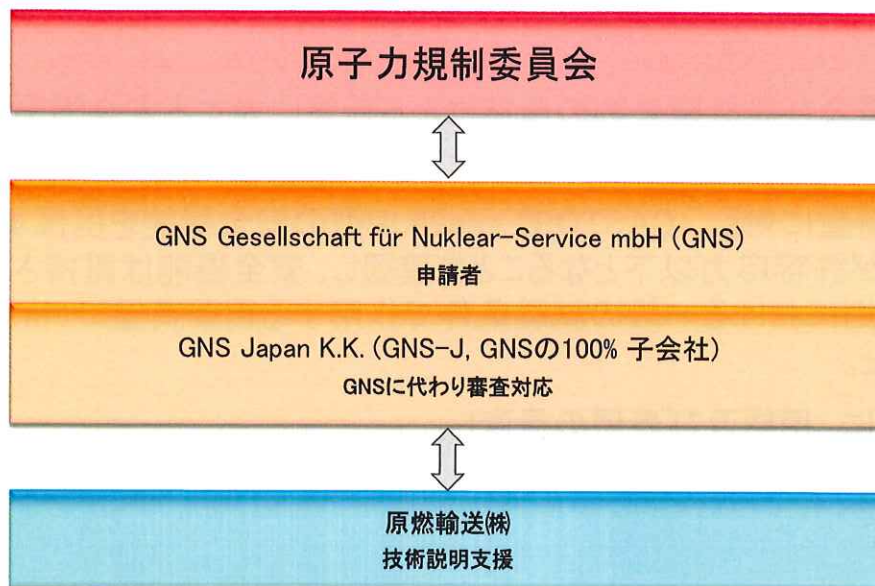 原子力規制委員会
GNS Gesellschaft für Nuklear-Service mbH (GNS)
申請者
GNS Japan K.K. (GNS-J, GNSの100% 子会社)
GNSに代わり審査対応
原燃輸送㈱
技術説明支援